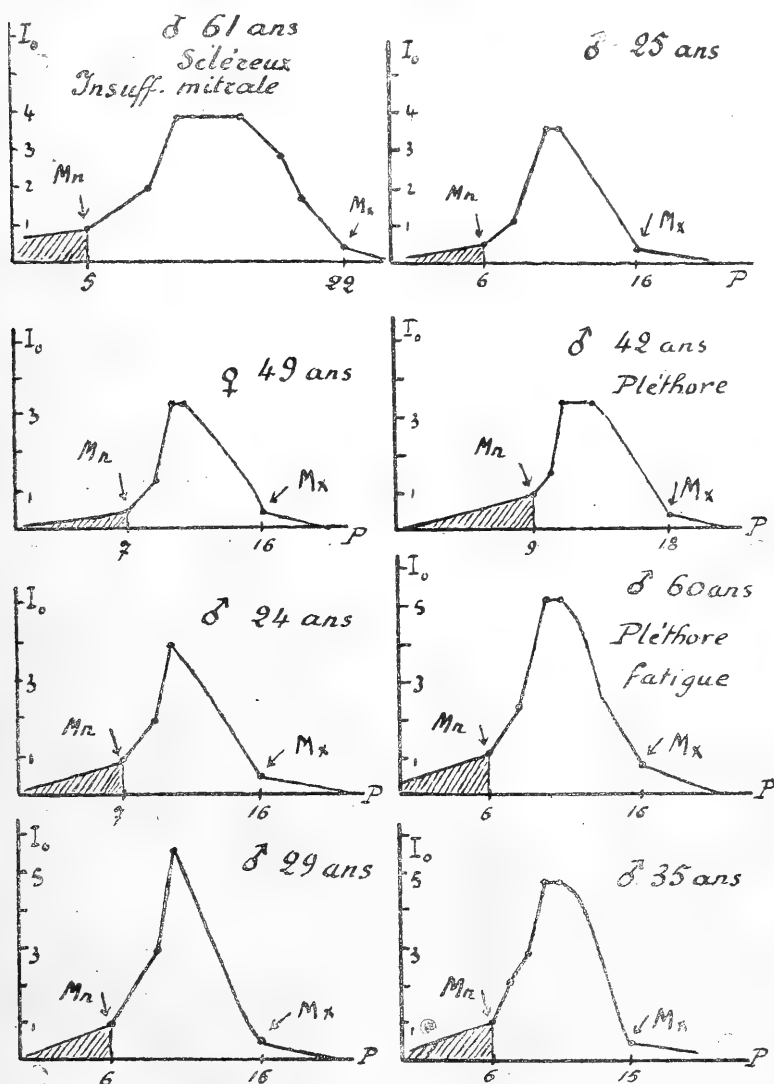 I₀
♂ 61 ans
Scléreux
Insuff. mitrale
4
3
2
1
Mn
Mx
5
22
I₀
♂ 25 ans
4
3
2
1
Mn
Mx
6
16
P
I₀
♀ 49 ans
3
1
Mn
Mx
7
16
P
I₀
♂ 42 ans
Pléthore
3
1
Mn
Mx
9
18
P
I₀
♂ 24 ans
3
1
Mn
Mx
7
16
P
I₀
♂ 60 ans
Pléthore
fatigue
5
3
1
Mn
Mx
6
16
P
I₀
♂ 29 ans
5
3
1
Mn
Mx
6
16
P
I₀
♂ 35 ans
5
3
1
Mn
6
15
P